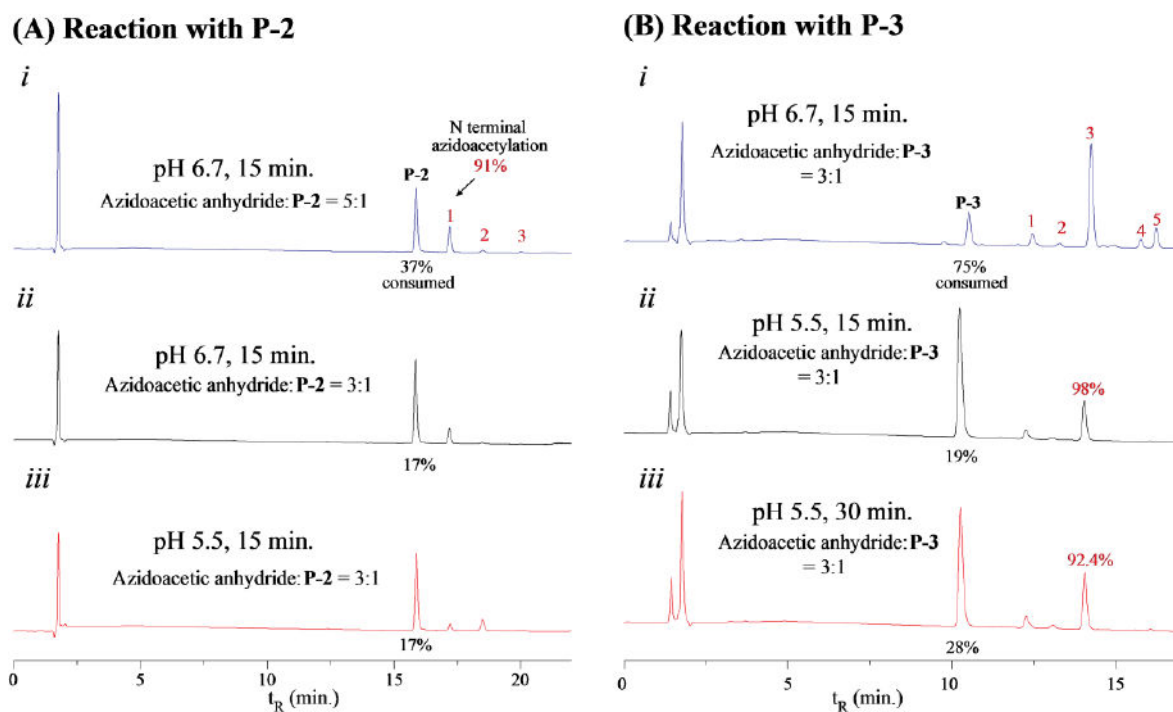 (A) Reaction with P-2
i
pH 6.7, 15 min.
Azidoacetic anhydride: P-2 = 5:1
N terminal
azidoacetylation
91%
P-2
1
2
3
37%
consumed
ii
pH 6.7, 15 min.
Azidoacetic anhydride: P-2 = 3:1
17%
iii
pH 5.5, 15 min.
Azidoacetic anhydride: P-2 = 3:1
17%
0 5 10 15 20
tR (min.)
(B) Reaction with P-3
i
pH 6.7, 15 min.
Azidoacetic anhydride: P-3
= 3:1
P-3
1
2
3
4
5
75%
consumed
ii
pH 5.5, 15 min.
Azidoacetic anhydride: P-3
= 3:1
98%
19%
iii
pH 5.5, 30 min.
Azidoacetic anhydride: P-3
= 3:1
92.4%
28%
0 5 10 15
tR (min.)